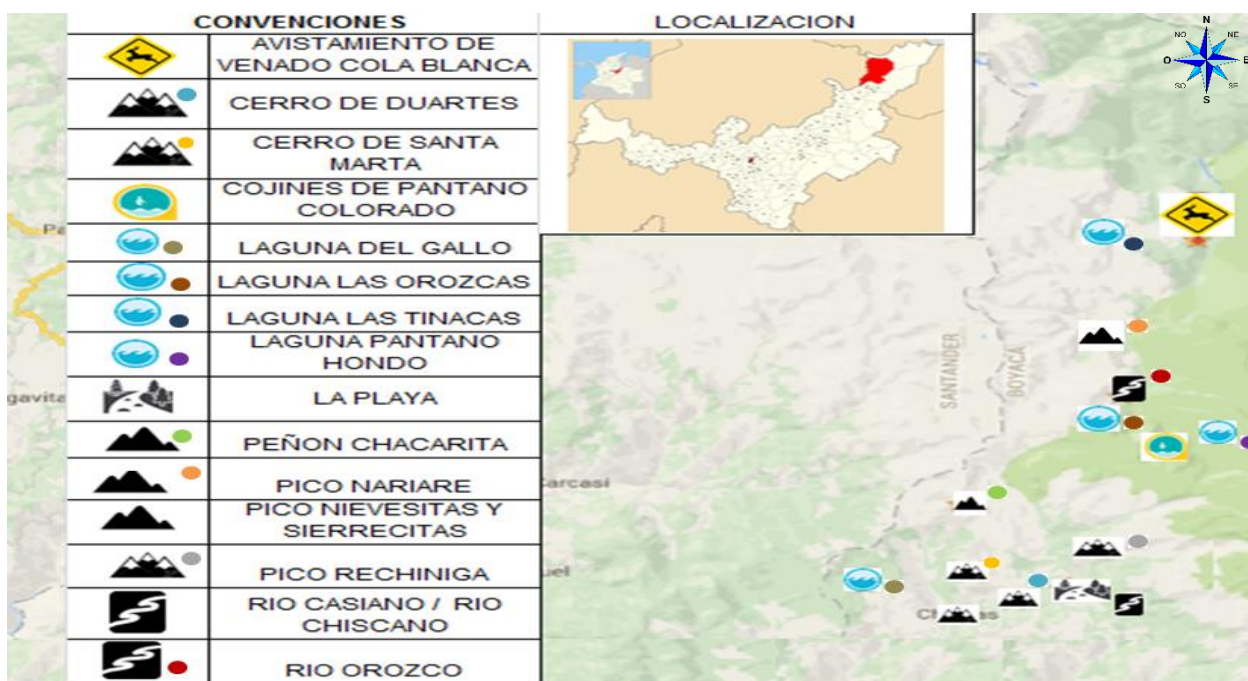 CONVENCIONES
AVISTAMIENTO DE
VENADO COLA BLANCA
CERRO DE DUARTES
CERRO DE SANTA
MARTA
COJINES DE PANTANO
COLORADO
LAGUNA DEL GALLO
LAGUNA LAS OROZCAS
LAGUNA LAS TINACAS
LAGUNA PANTANO
HONDO
LA PLAYA
PEÑON CHACARITA
PICO NARIARE
PICO NIEVESITAS Y
SIERRECITAS
PICO RECHINIGA
RIO CASIANO / RIO
CHISCANO
RIO OROZCO
LOCALIZACION
N
NO
NE
O
E
SO
SE
S
SANTANDER
BOYACÁ
Carcasí